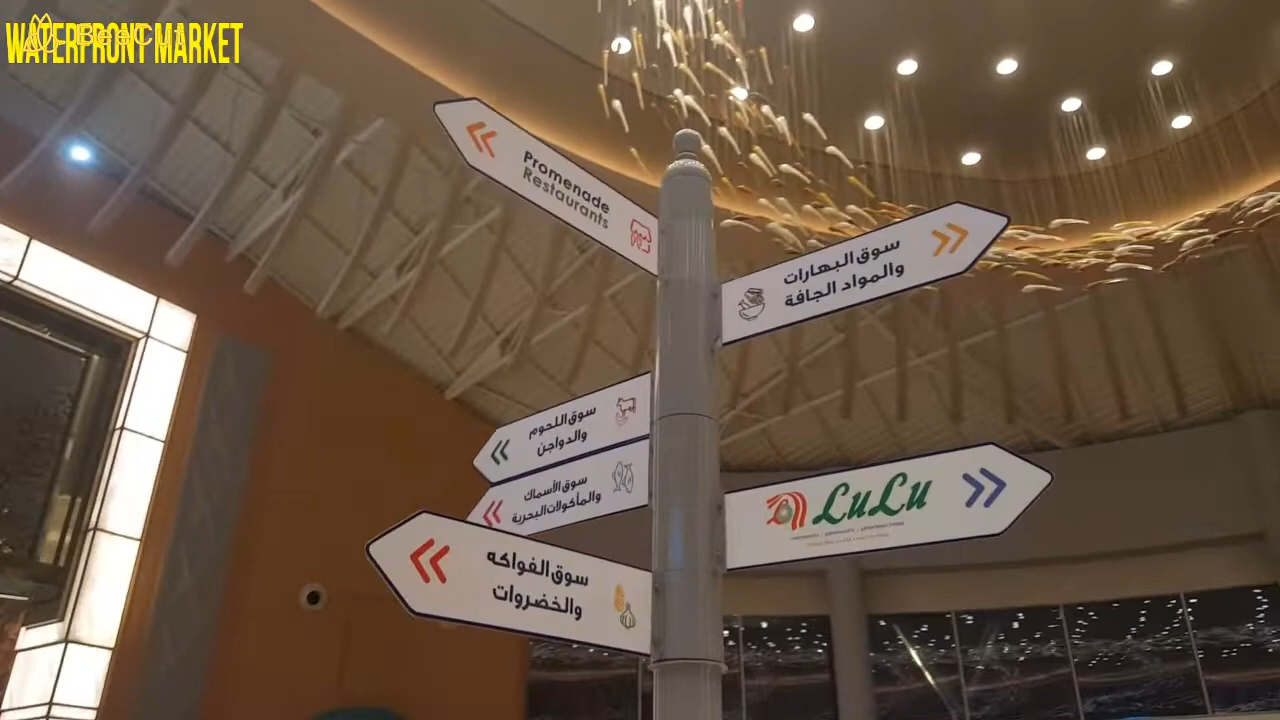 WATERFRONT MARKET
BeeCut
Promenade
Restaurants
سوق البهارات
والمواد الجافة
سوق اللحوم
والدواجن
سوق الأسماك
والمأكولات البحرية
LuLu
سوق الفواكه
والخضروات